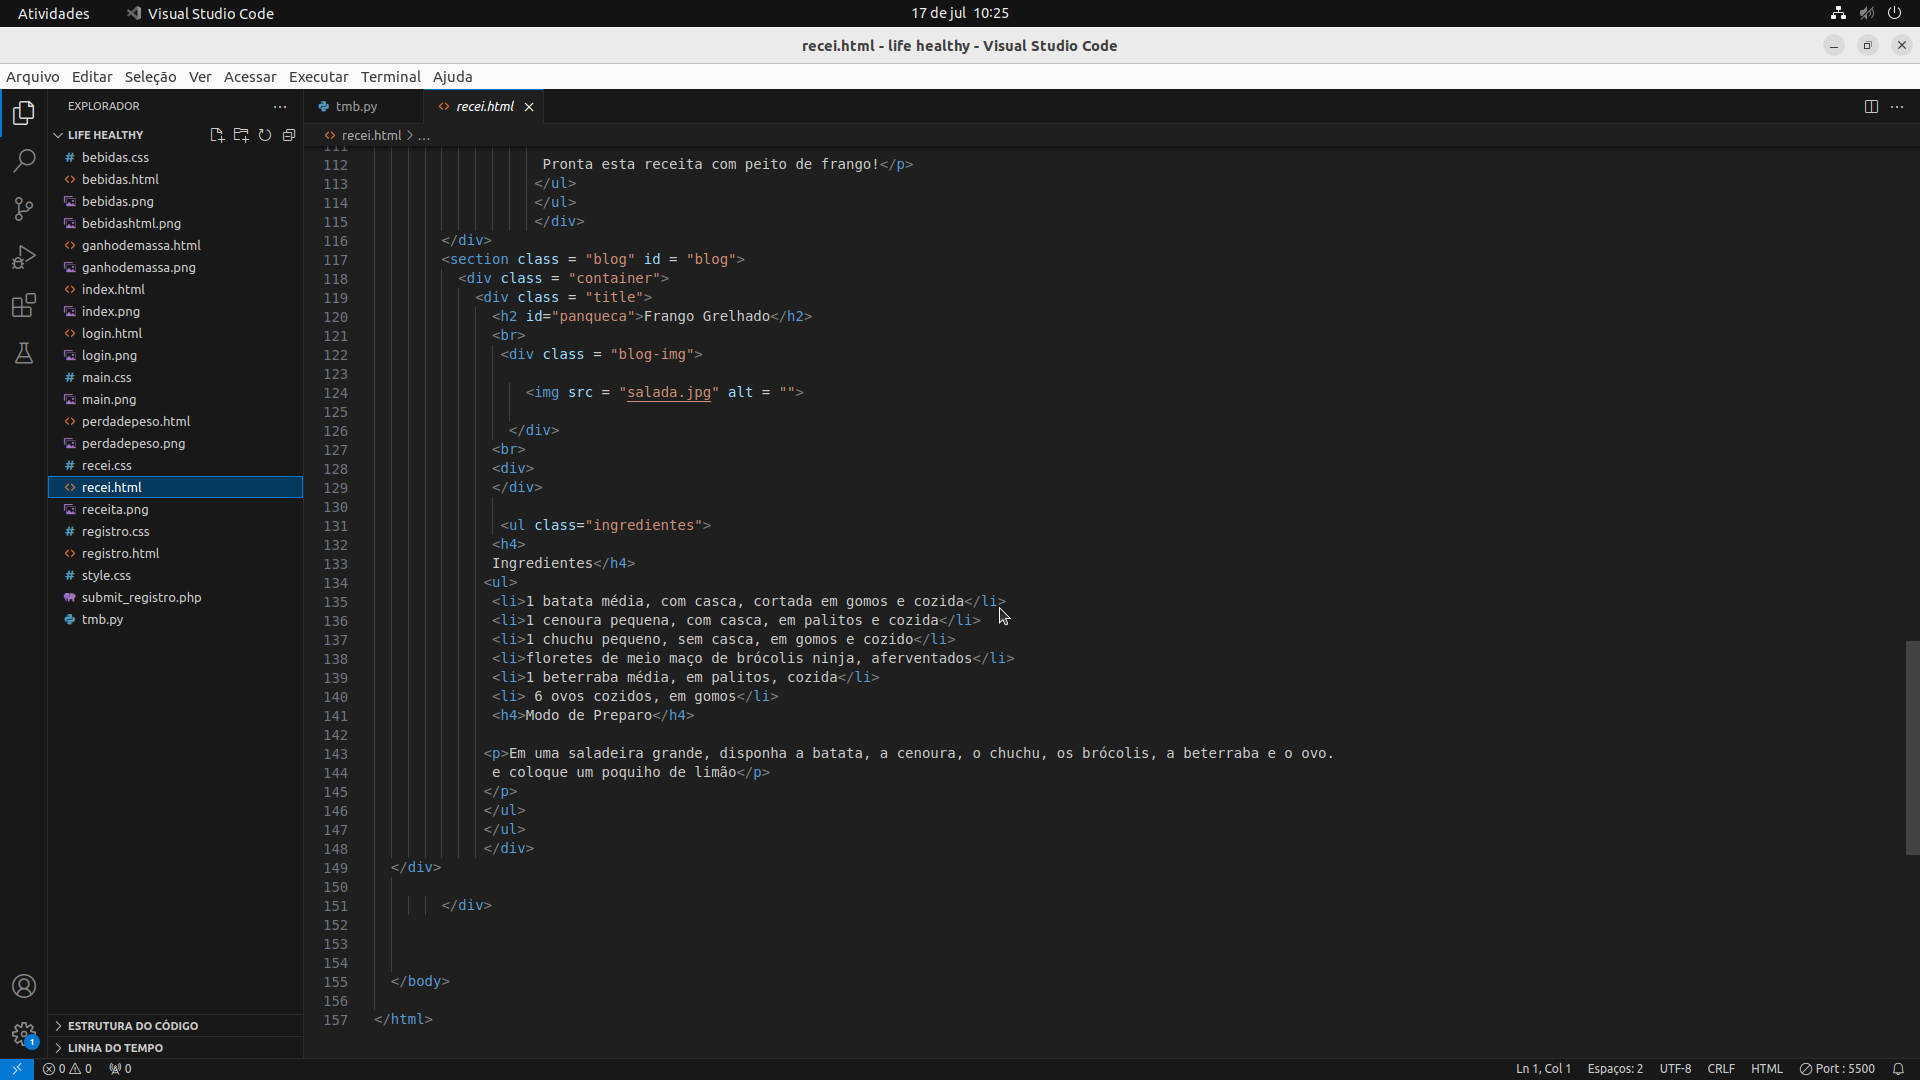 Atividades Visual Studio Code 17 de jul 10:25
recei.html - life healthy - Visual Studio Code
Arquivo Editar Seleção Ver Acessar Executar Terminal Ajuda
EXPLORADOR
LIFE HEALTHY
bebidas.css
bebidas.html
bebidas.png
bebidashtml.png
ganhodemassa.html
ganhodemassa.png
index.html
index.png
login.html
login.png
main.css
main.png
perdadepeso.html
perdadepeso.png
recei.css
recei.html
receita.png
registro.css
registro.html
style.css
submit_registro.php
tmb.py
ESTRUTURA DO CÓDIGO
LINHA DO TEMPO
tmb.py recei.html
recei.html > ...
111
112 Pronta esta receita com peito de frango!</p>
113 </ul>
114 </ul>
115 </div>
116 </div>
117 <section class = "blog" id = "blog">
118 <div class = "container">
119 <div class = "title">
120 <h2 id="panqueca">Frango Grelhado</h2>
121 <br>
122 <div class = "blog-img">
123
124 <img src = "salada.jpg" alt = "">
125
126 </div>
127 <br>
128 <div>
129 </div>
130
131 <ul class="ingredientes">
132 <h4>
133 Ingredientes</h4>
134 <ul>
135 <li>1 batata média, com casca, cortada em gomos e cozida</li>
136 <li>1 cenoura pequena, com casca, em palitos e cozida</li>
137 <li>1 chuchu pequeno, sem casca, em gomos e cozido</li>
138 <li>floretes de meio maço de brócolis ninja, aferventados</li>
139 <li>1 beterraba média, em palitos, cozida</li>
140 <li> 6 ovos cozidos, em gomos</li>
141 <h4>Modo de Preparo</h4>
142
143 <p>Em uma saladeira grande, disponha a batata, a cenoura, o chuchu, os brócolis, a beterraba e o ovo.
144 e coloque um poquiho de limão</p>
145 </p>
146 </ul>
147 </ul>
148 </div>
149 </div>
150
151 </div>
152
153
154
155 </body>
156
157 </html>
1
0 0 0 Ln 1, Col 1 Espaços: 2 UTF-8 CRLF HTML Port : 5500